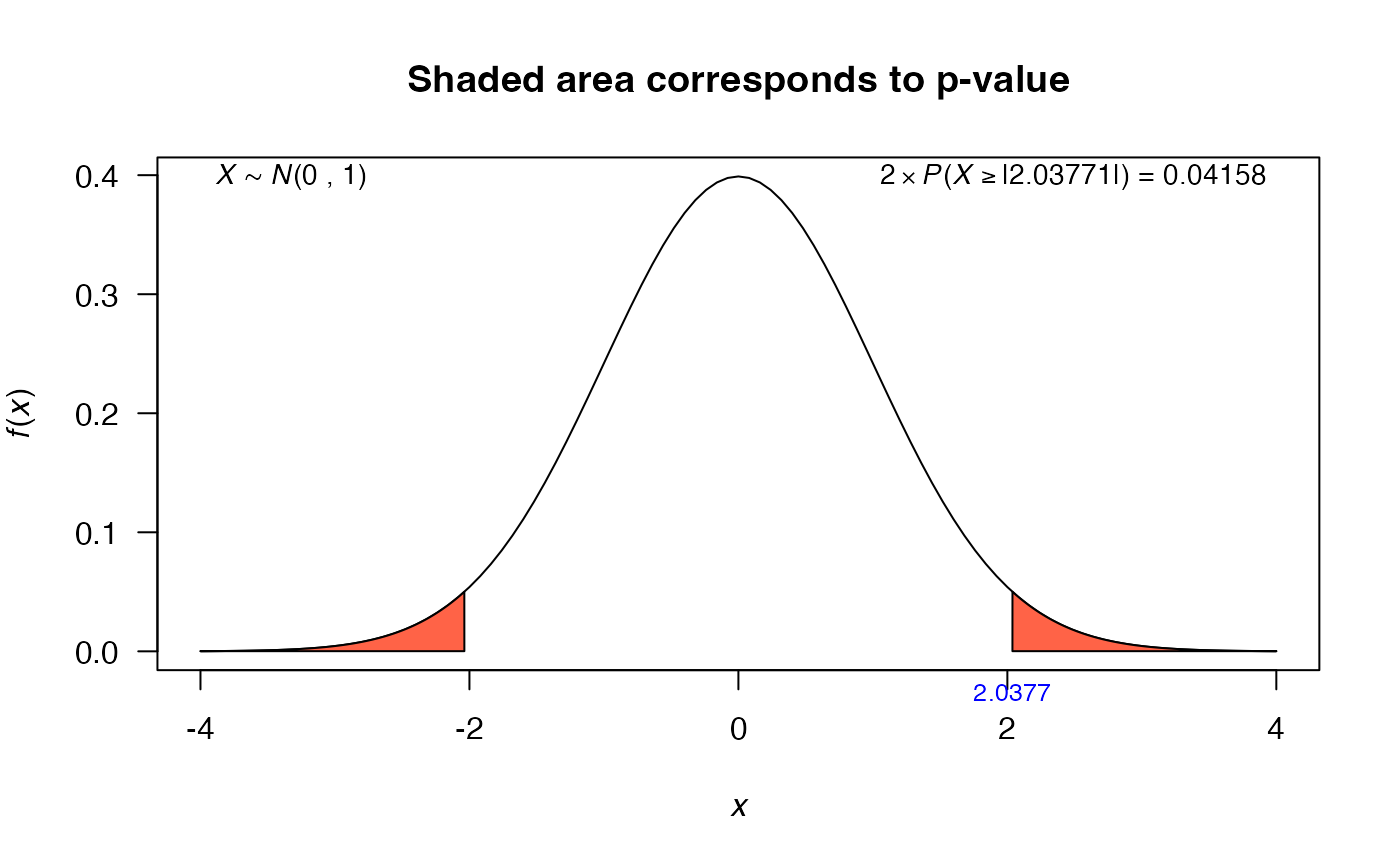 Shaded area corresponds to p-value
X ~ N(0 , 1)
2 × P(X ≥ |2.03771|) = 0.04158
0.4
0.3
0.2
0.1
0.0
f(x)
2.0377
-4 -2 0 2 4
x